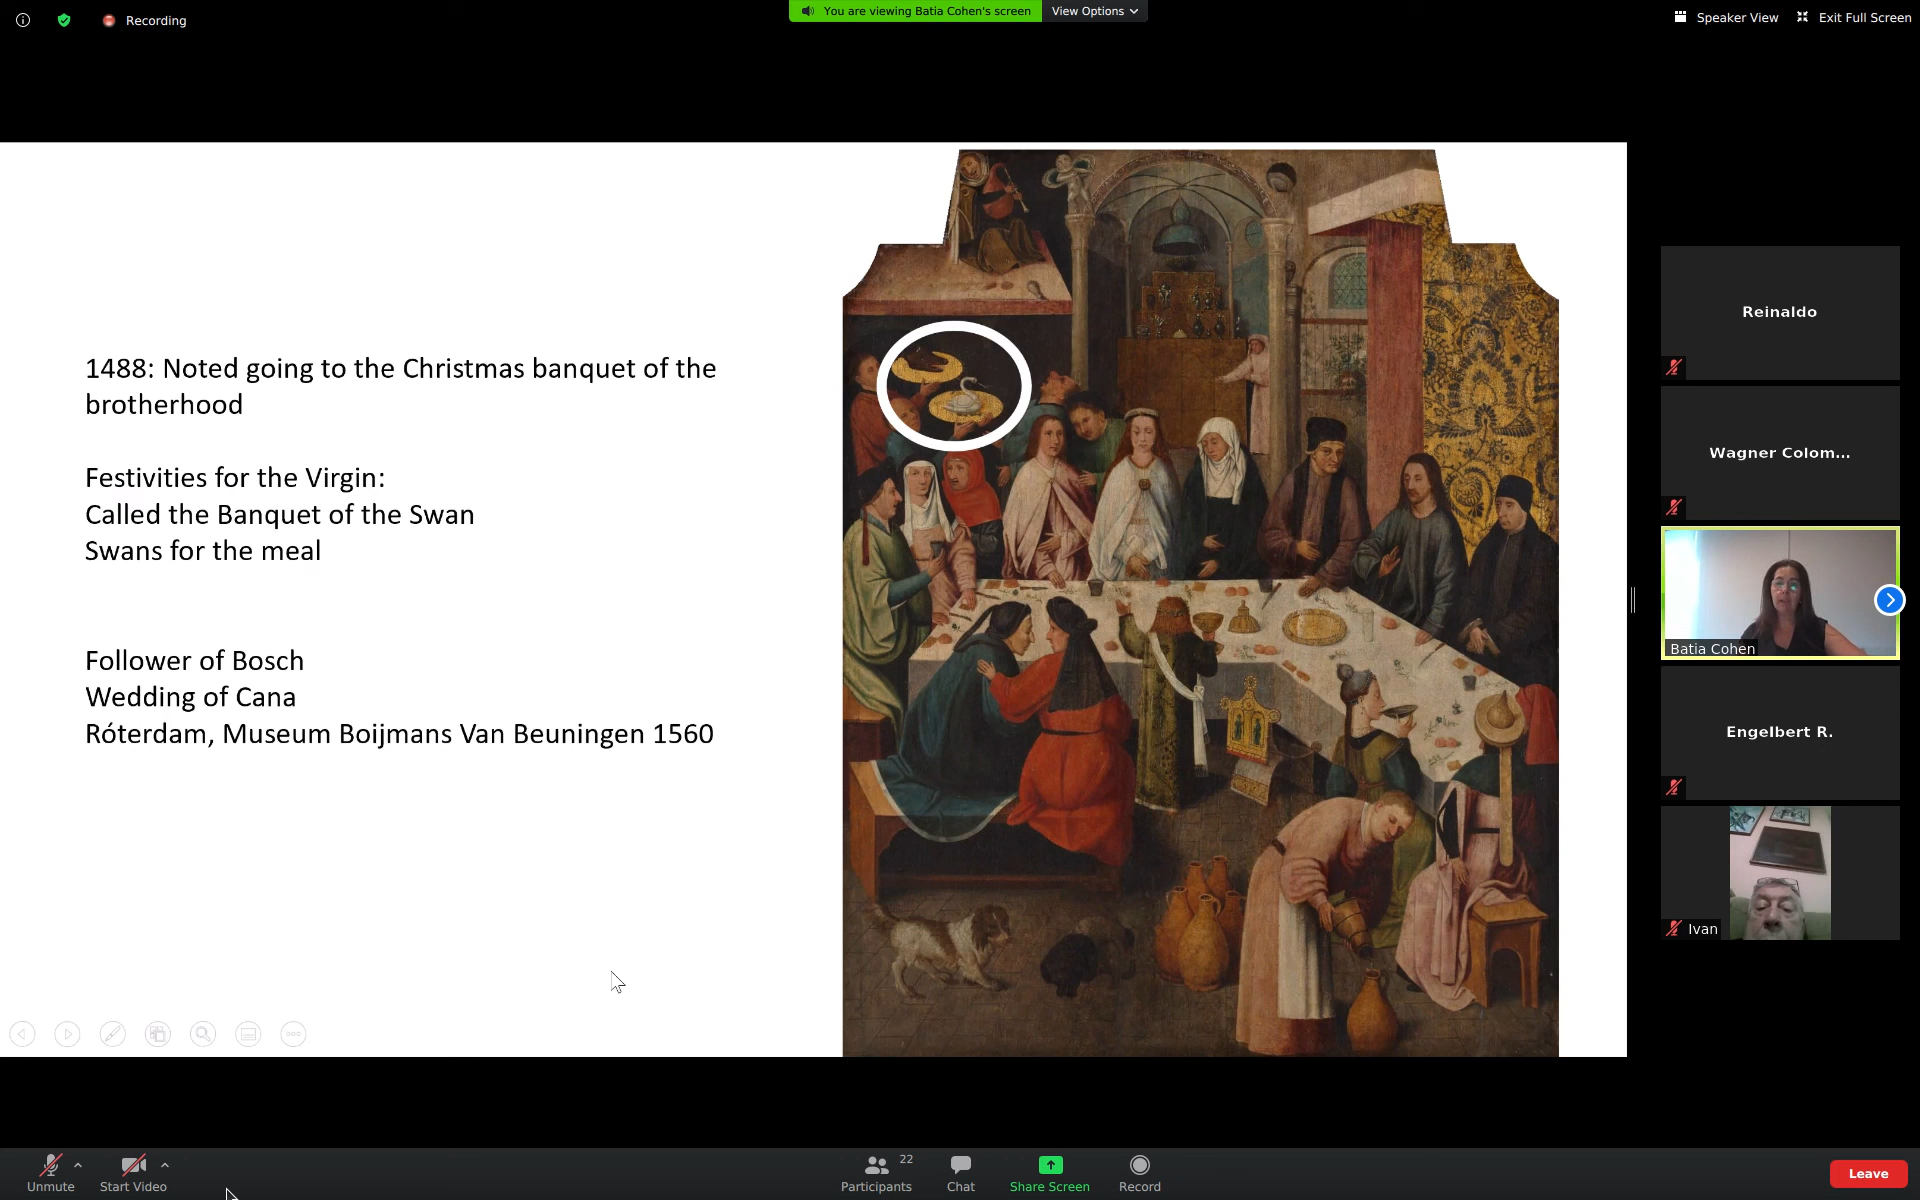 Recording
You are viewing Batia Cohen's screen
View Options
Speaker View
Exit Full Screen
1488: Noted going to the Christmas banquet of the
brotherhood
Festivities for the Virgin:
Called the Banquet of the Swan
Swans for the meal
Follower of Bosch
Wedding of Cana
Róterdam, Museum Boijmans Van Beuningen 1560
Reinaldo
Wagner Colom...
Batia Cohen
Engelbert R.
Ivan
Unmute
Start Video
Participants
22
Chat
Share Screen
Record
Leave